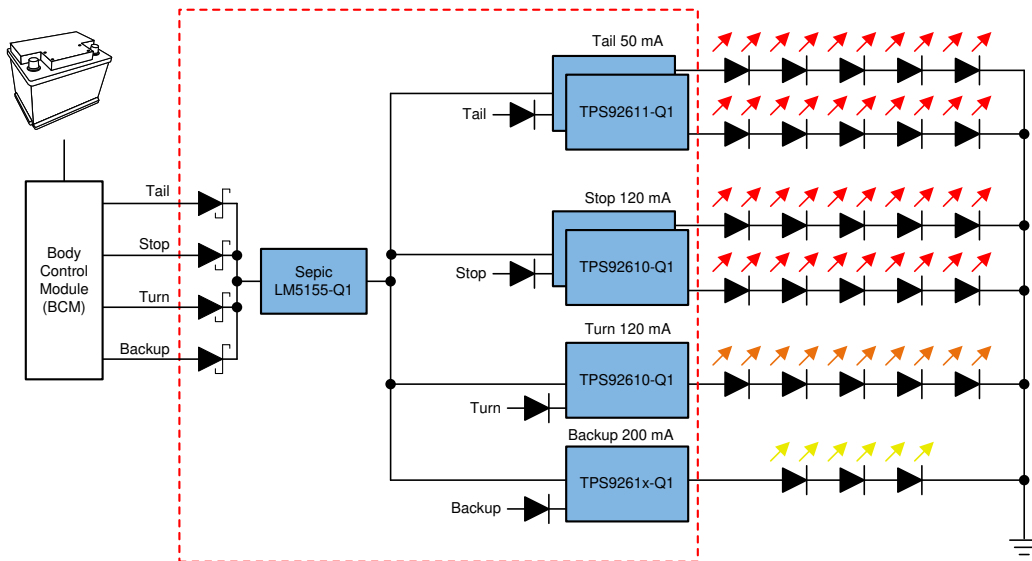 Tail 50 mA
TPS92611-Q1
Tail
Tail
Stop
Turn
Backup
Body
Control
Module
(BCM)
Sepic
LM5155-Q1
Stop 120 mA
TPS92610-Q1
Stop
Turn 120 mA
TPS92610-Q1
Turn
Backup 200 mA
TPS9261x-Q1
Backup